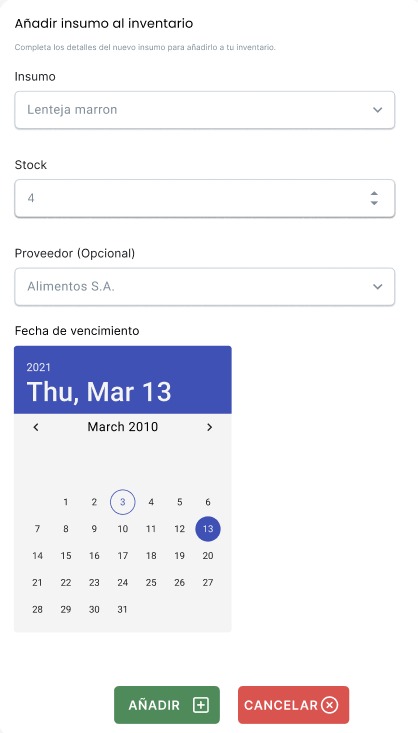 Añadir insumo al inventario
Completa los detalles del nuevo insumo para añadirlo a tu inventario.
Insumo
Lenteja marron
Stock
4
Proveedor (Opcional)
Alimentos S.A.
Fecha de vencimiento
2021
Thu, Mar 13
March 2010
1 2 3 4 5 6
7 8 9 10 11 12 13
14 15 16 17 18 19 20
21 22 23 24 25 26 27
28 29 30 31
AÑADIR CANCELAR